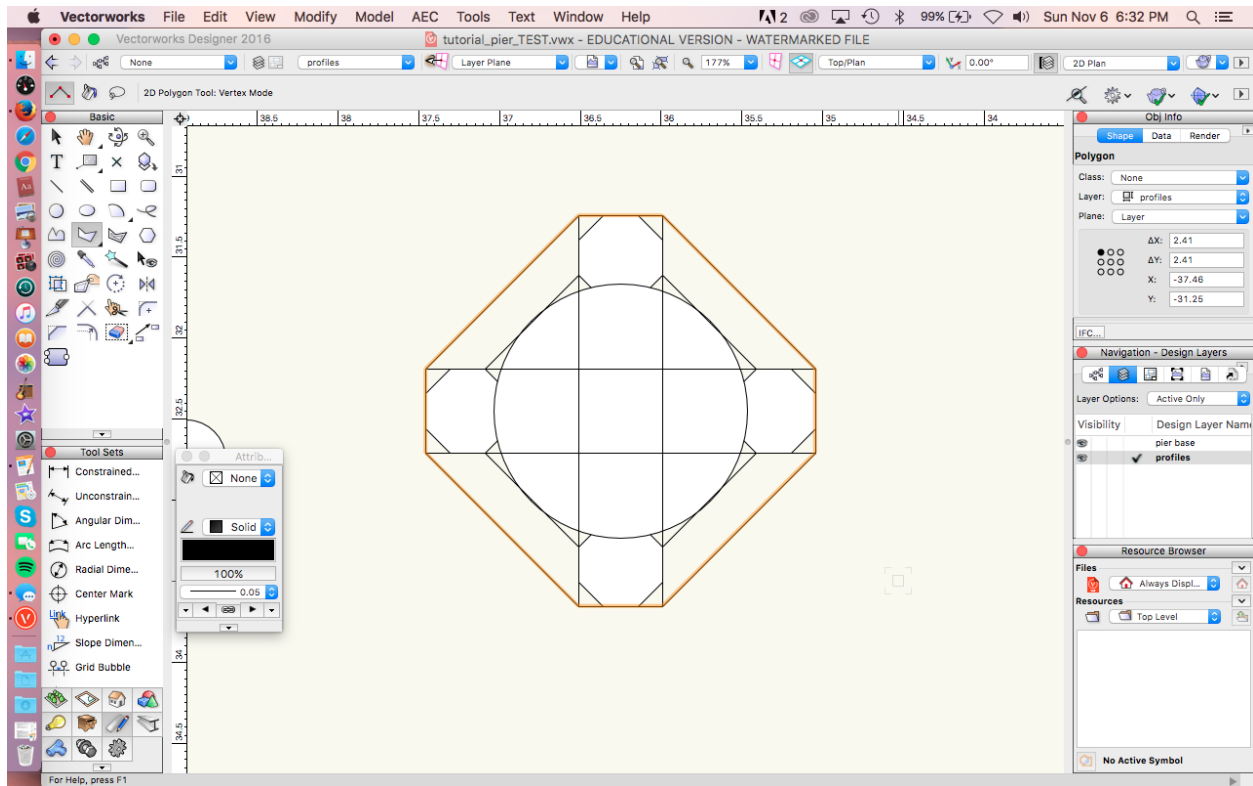 Vectorworks File Edit View Modify Model AEC Tools Text Window Help 2 99% Sun Nov 6 6:32 PM
Vectorworks Designer 2016 tutorial_pier_TEST.vwx - EDUCATIONAL VERSION - WATERMARKED FILE
None profiles Layer Plane 177% Top/Plan 0.00° 2D Plan
2D Polygon Tool: Vertex Mode
Basic
38.5 38 37.5 37 36.5 36 35.5 35 34.5 34
31
31.5
32
32.5
34
34.5
Tool Sets
Constrained...
Unconstrain...
Angular Dim...
Arc Length...
Radial Dime...
Center Mark
Link Hyperlink
12 n Slope Dimen...
Grid Bubble
For Help, press F1
Attrib...
None
Solid
100%
0.05
Obj Info
Shape Data Render
Polygon
Class: None
Layer: profiles
Plane: Layer
ΔX: 2.41
ΔY: 2.41
X: -37.46
Y: -31.25
IFC...
Navigation - Design Layers
Layer Options: Active Only
Visibility Design Layer Name
pier base
profiles
Resource Browser
Files
Always Displ...
Resources
Top Level
No Active Symbol